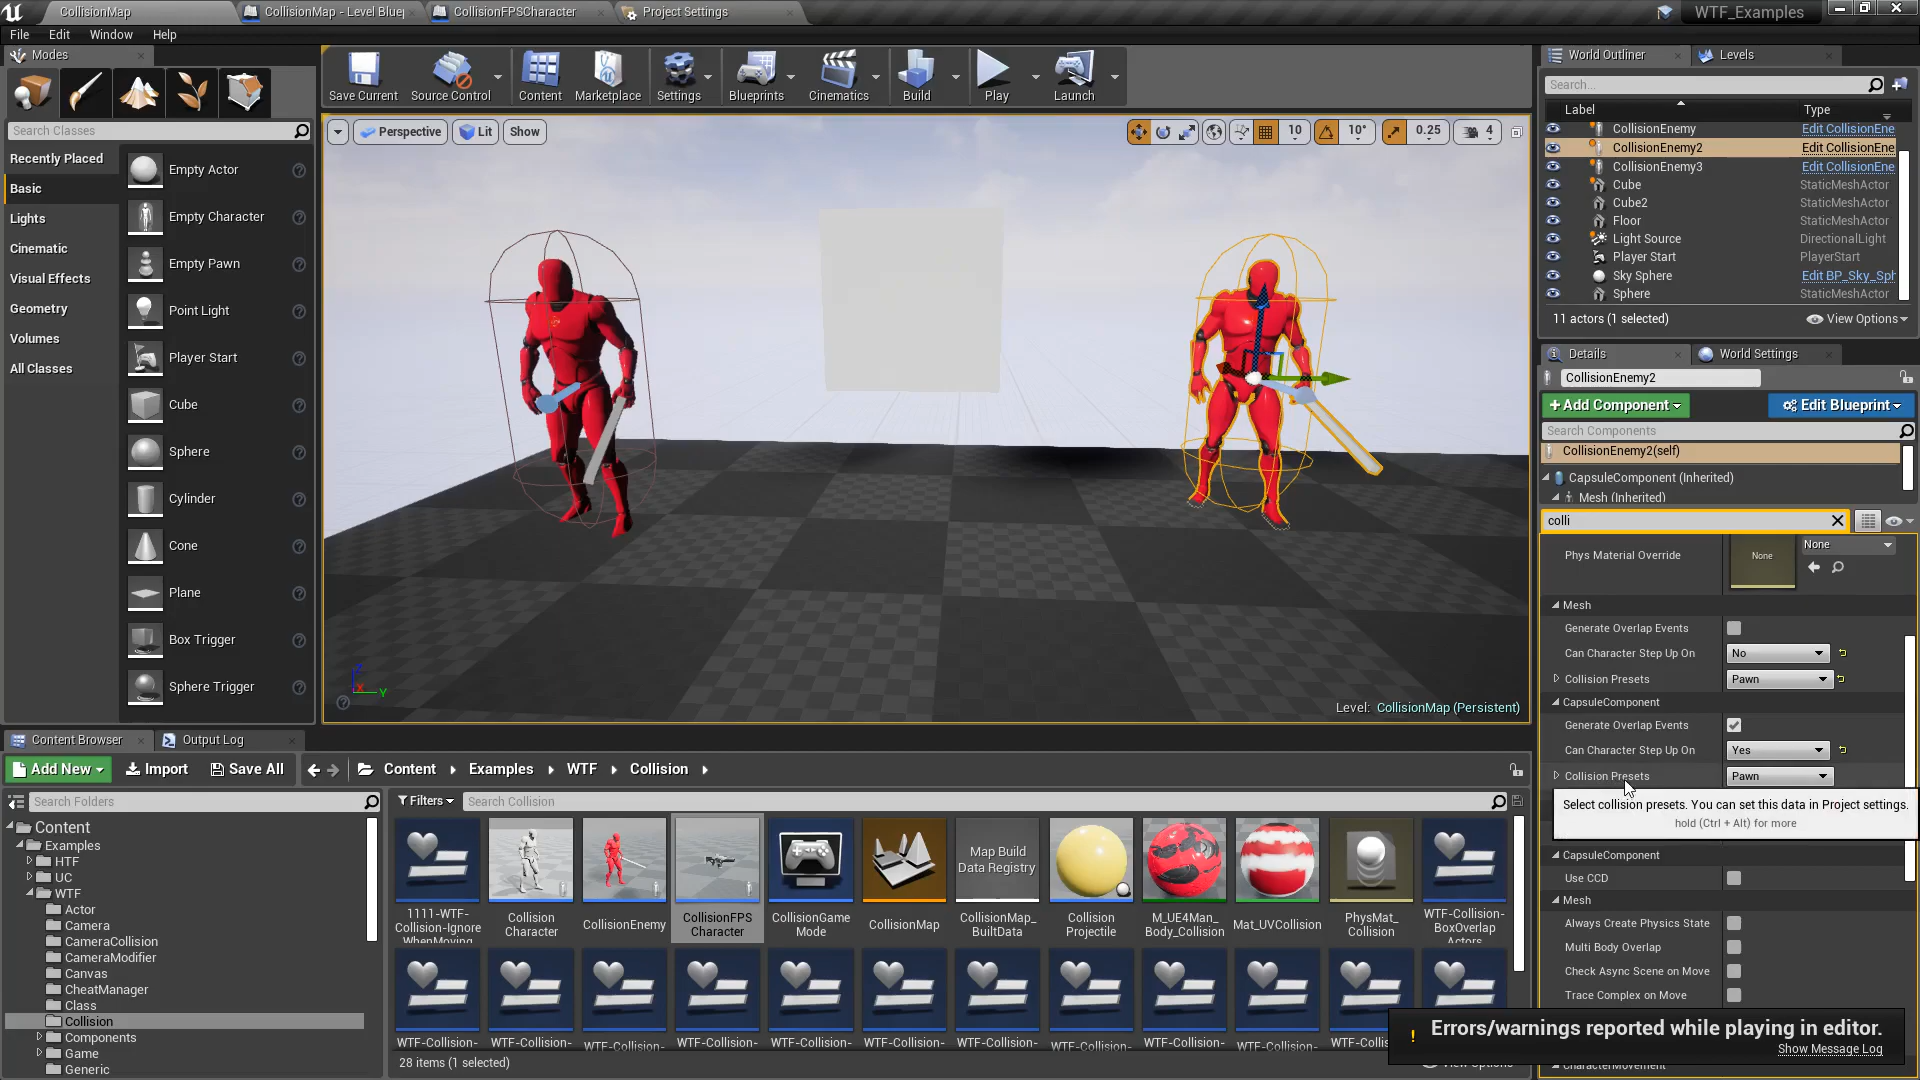 CollisionMap
CollisionMap - Level Bluep
CollisionFPSCharacter
Project Settings
WTF_Examples
File
Edit
Window
Help
Modes
Search Classes
Recently Placed
Basic
Lights
Cinematic
Visual Effects
Geometry
Volumes
All Classes
Empty Actor
Empty Character
Empty Pawn
Point Light
Player Start
Cube
Sphere
Cylinder
Cone
Plane
Box Trigger
Sphere Trigger
Save Current
Source Control
Content
Marketplace
Settings
Blueprints
Cinematics
Build
Play
Launch
Perspective
Lit
Show
10
10°
0.25
4
X
Y
Z
Level: CollisionMap (Persistent)
World Outliner
Levels
Search...
Label
Type
CollisionEnemy
Edit CollisionEne
CollisionEnemy2
Edit CollisionEne
CollisionEnemy3
Edit CollisionEne
Cube
StaticMeshActor
Cube2
StaticMeshActor
Floor
StaticMeshActor
Light Source
DirectionalLight
Player Start
PlayerStart
Sky Sphere
Edit BP_Sky_Sph
Sphere
StaticMeshActor
11 actors (1 selected)
View Options
Details
World Settings
CollisionEnemy2
+Add Component
Edit Blueprint
Search Components
CollisionEnemy2(self)
CapsuleComponent (Inherited)
Mesh (Inherited)
colli
Phys Material Override
None
None
Mesh
Generate Overlap Events
Can Character Step Up On
No
Collision Presets
Pawn
CapsuleComponent
Generate Overlap Events
Can Character Step Up On
Yes
Collision Presets
Pawn
Select collision presets. You can set this data in Project settings.
hold (Ctrl + Alt) for more
CapsuleComponent
Use CCD
Mesh
Always Create Physics State
Multi Body Overlap
Check Async Scene on Move
Trace Complex on Move
Errors/warnings reported while playing in editor.
Show Message Log
CharacterMovement
Content Browser
Output Log
Add New
Import
Save All
Content
Examples
WTF
Collision
Search Folders
Content
Examples
HTF
UC
WTF
Actor
Camera
CameraCollision
CameraModifier
Canvas
CheatManager
Class
Collision
Components
Game
Generic
Filters
Search Collision
1111-WTF-
Collision-Ignore
WhenMoving
Collision
Character
CollisionEnemy
CollisionFPS
Character
CollisionGame
Mode
CollisionMap
Map Build
Data Registry
CollisionMap_
BuiltData
Collision
Projectile
M_UE4Man_
Body_Collision
Mat_UVCollision
PhysMat_
Collision
WTF-Collision-
BoxOverlap
Actors
WTF-Collision-
WTF-Collision-
WTF-Collision-
WTF-Collision-
WTF-Collision-
WTF-Collision-
WTF-Collision-
WTF-Collision-
WTF-Collision-
WTF-Collision-
WTF-Colli
28 items (1 selected)
View Options